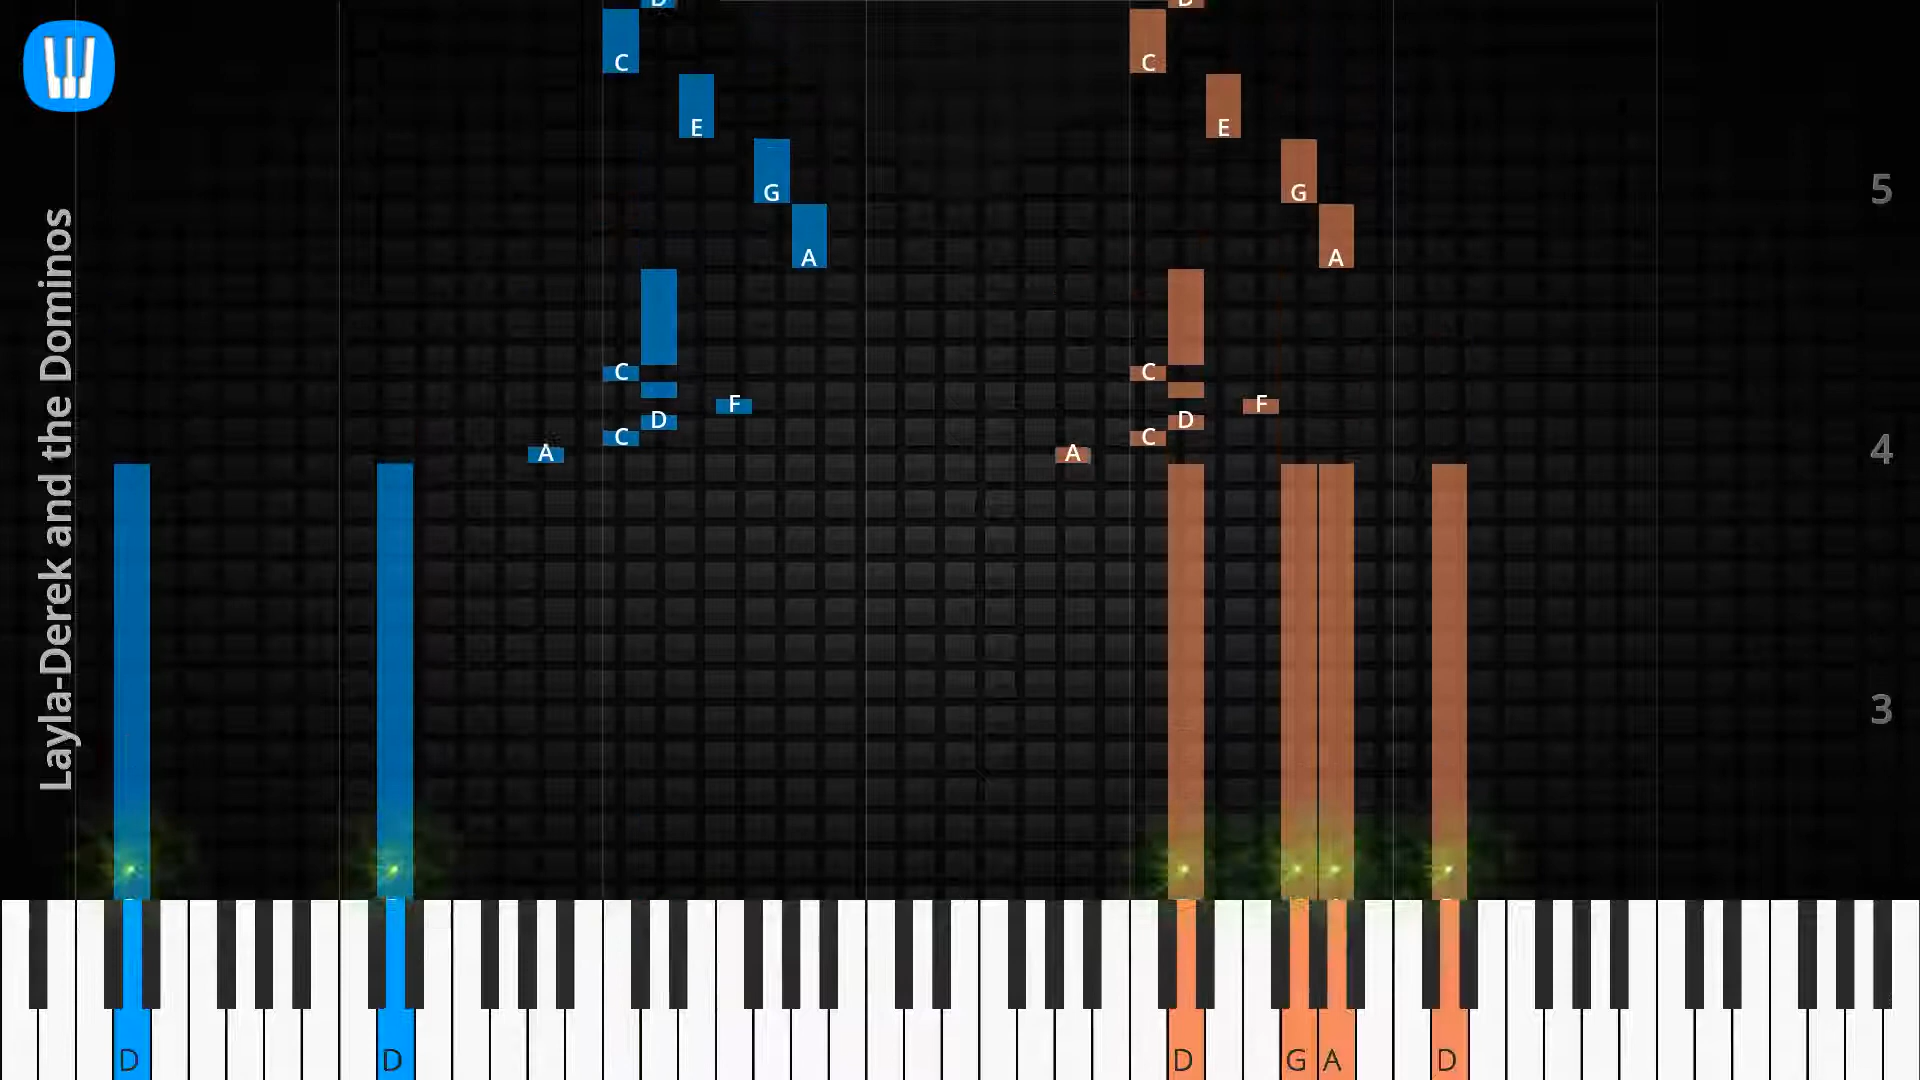 Layla-Derek and the Dominos
D D
C C
E E
G G
5
A A
C C
F F
D D
C C
4
A A
3
D D D G A D